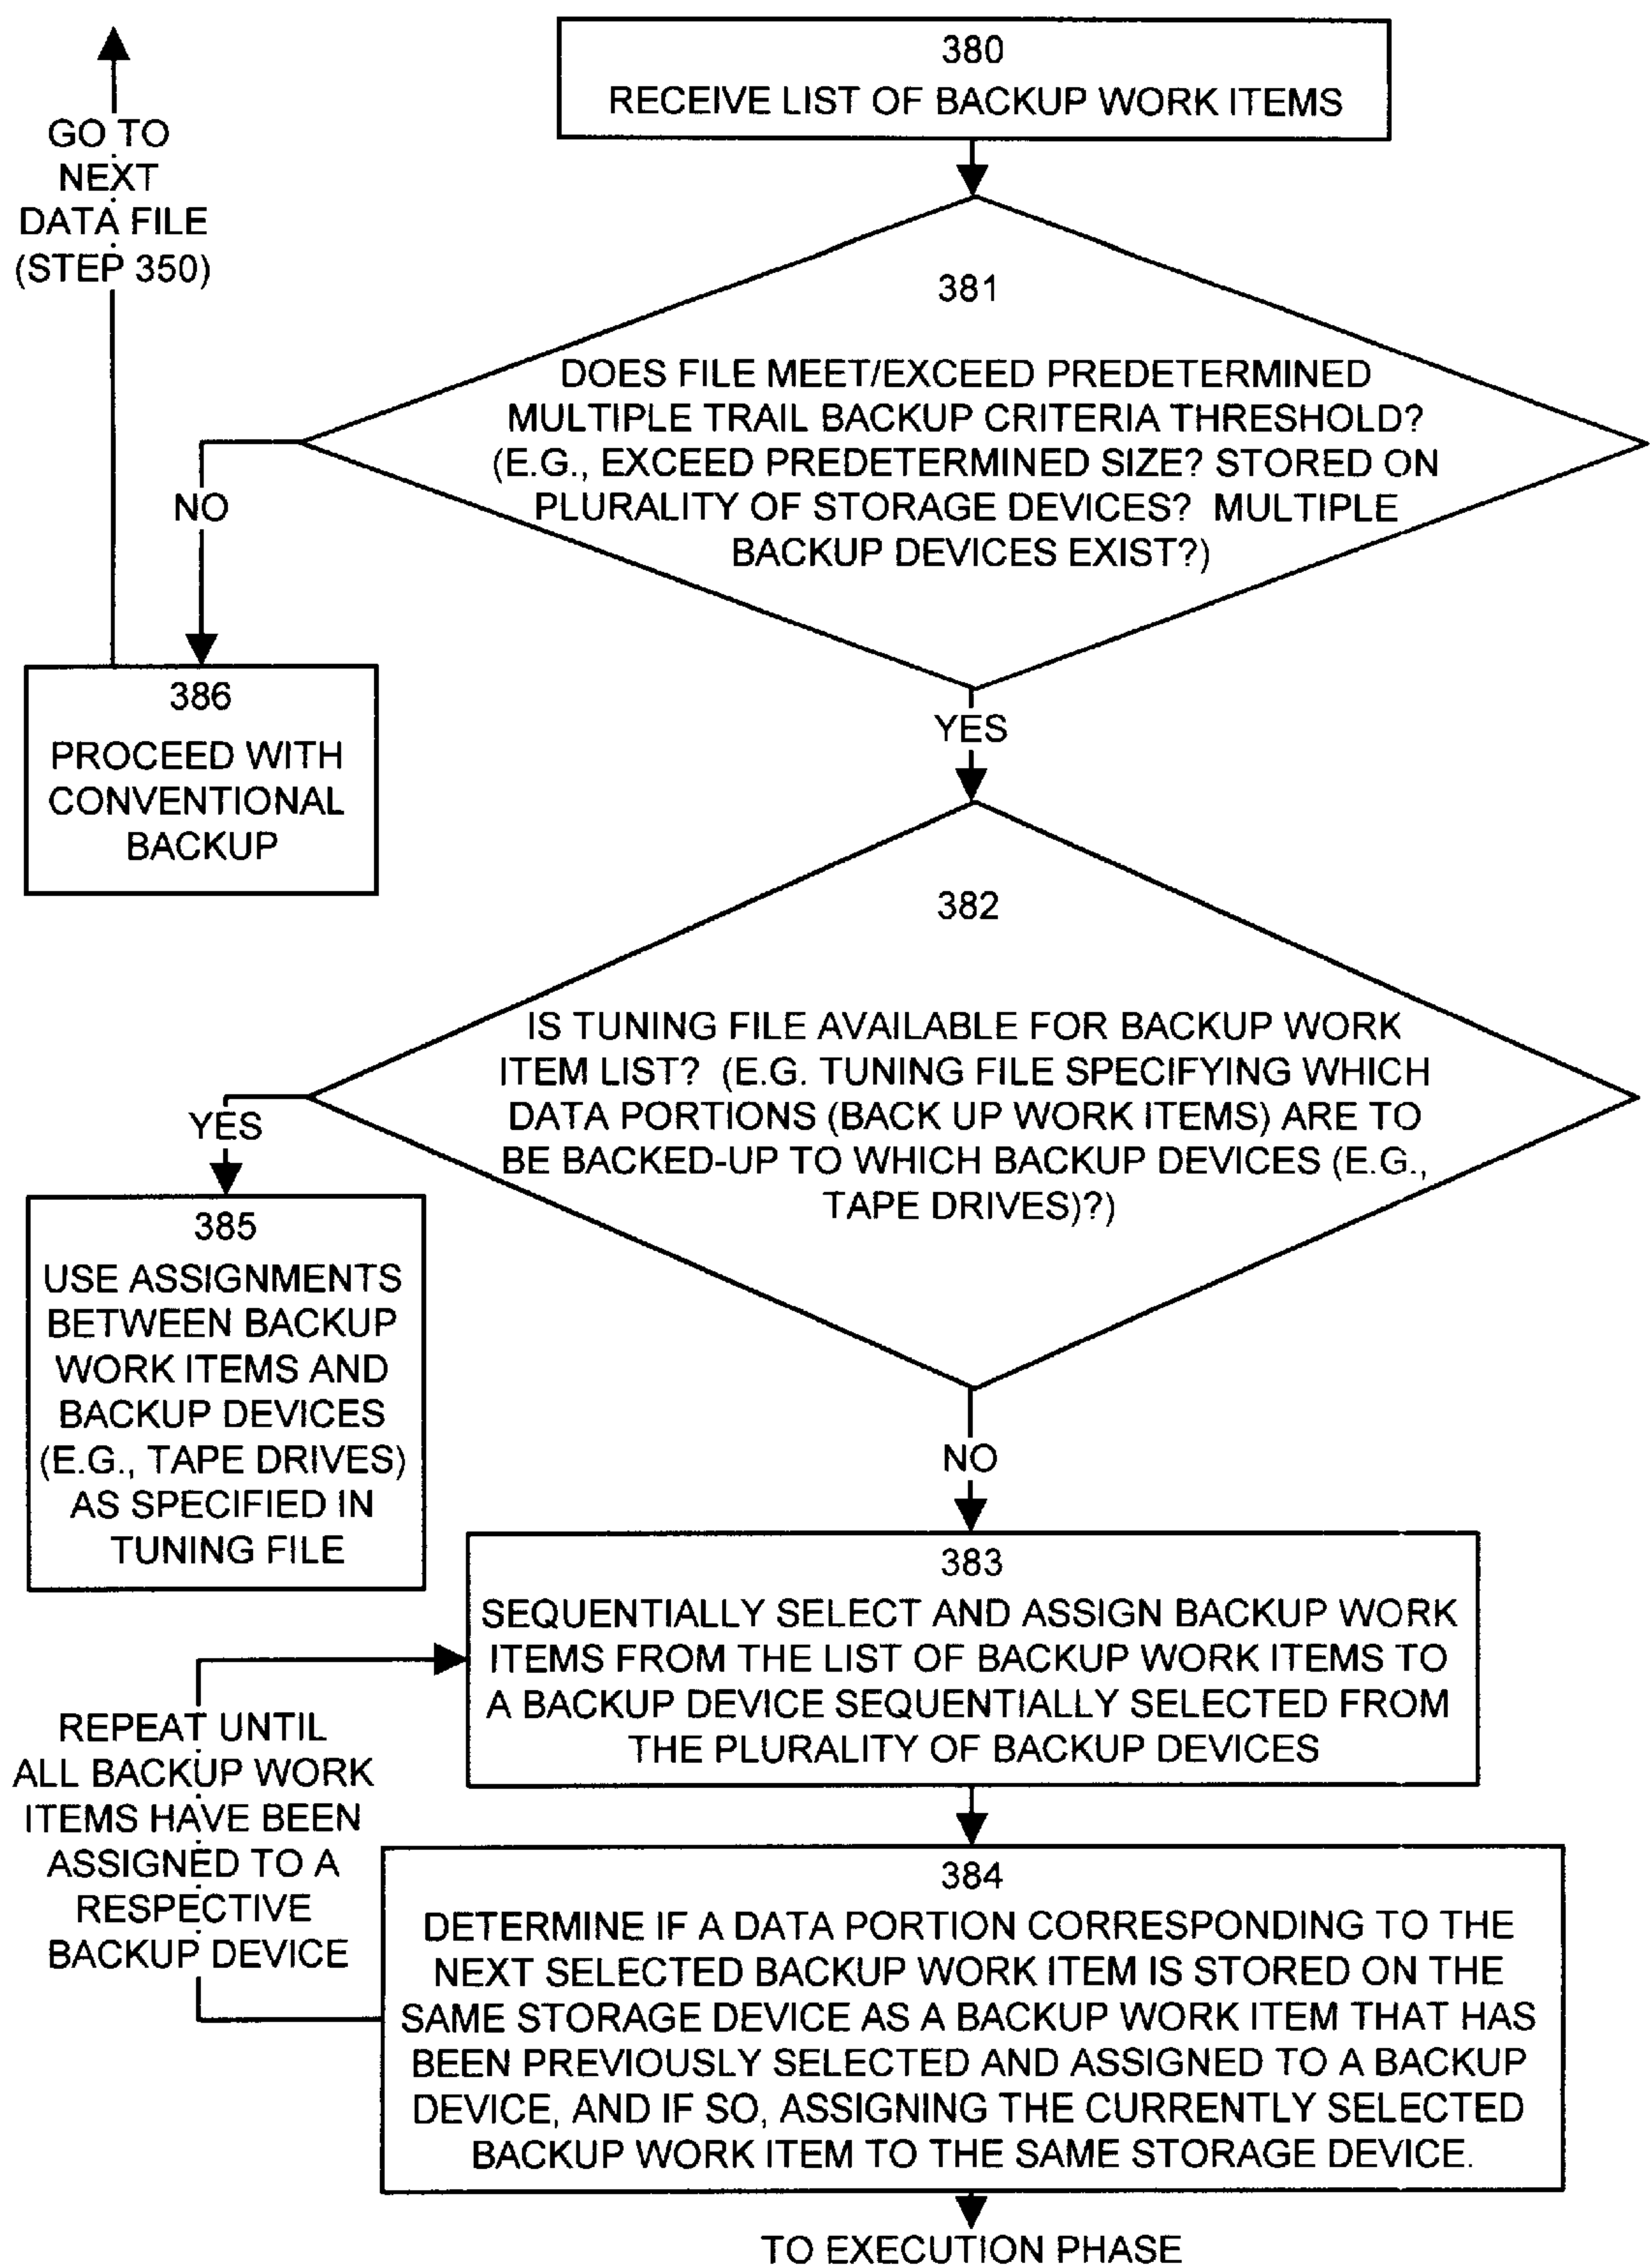 380
RECEIVE LIST OF BACKUP WORK ITEMS
GO TO
NEXT
DATA FILE
(STEP 350)
381
DOES FILE MEET/EXCEED PREDETERMINED
MULTIPLE TRAIL BACKUP CRITERIA THRESHOLD?
(E.G., EXCEED PREDETERMINED SIZE? STORED ON
PLURALITY OF STORAGE DEVICES? MULTIPLE
BACKUP DEVICES EXIST?)
NO
386
PROCEED WITH
CONVENTIONAL
BACKUP
YES
382
IS TUNING FILE AVAILABLE FOR BACKUP WORK
ITEM LIST? (E.G. TUNING FILE SPECIFYING WHICH
DATA PORTIONS (BACK UP WORK ITEMS) ARE TO
BE BACKED-UP TO WHICH BACKUP DEVICES (E.G.,
TAPE DRIVES)?)
YES
385
USE ASSIGNMENTS
BETWEEN BACKUP
WORK ITEMS AND
BACKUP DEVICES
(E.G., TAPE DRIVES)
AS SPECIFIED IN
TUNING FILE
NO
383
SEQUENTIALLY SELECT AND ASSIGN BACKUP WORK
ITEMS FROM THE LIST OF BACKUP WORK ITEMS TO
A BACKUP DEVICE SEQUENTIALLY SELECTED FROM
THE PLURALITY OF BACKUP DEVICES
REPEAT UNTIL
ALL BACKUP WORK
ITEMS HAVE BEEN
ASSIGNED TO A
RESPECTIVE
BACKUP DEVICE
384
DETERMINE IF A DATA PORTION CORRESPONDING TO THE
NEXT SELECTED BACKUP WORK ITEM IS STORED ON THE
SAME STORAGE DEVICE AS A BACKUP WORK ITEM THAT HAS
BEEN PREVIOUSLY SELECTED AND ASSIGNED TO A BACKUP
DEVICE, AND IF SO, ASSIGNING THE CURRENTLY SELECTED
BACKUP WORK ITEM TO THE SAME STORAGE DEVICE.
TO EXECUTION PHASE